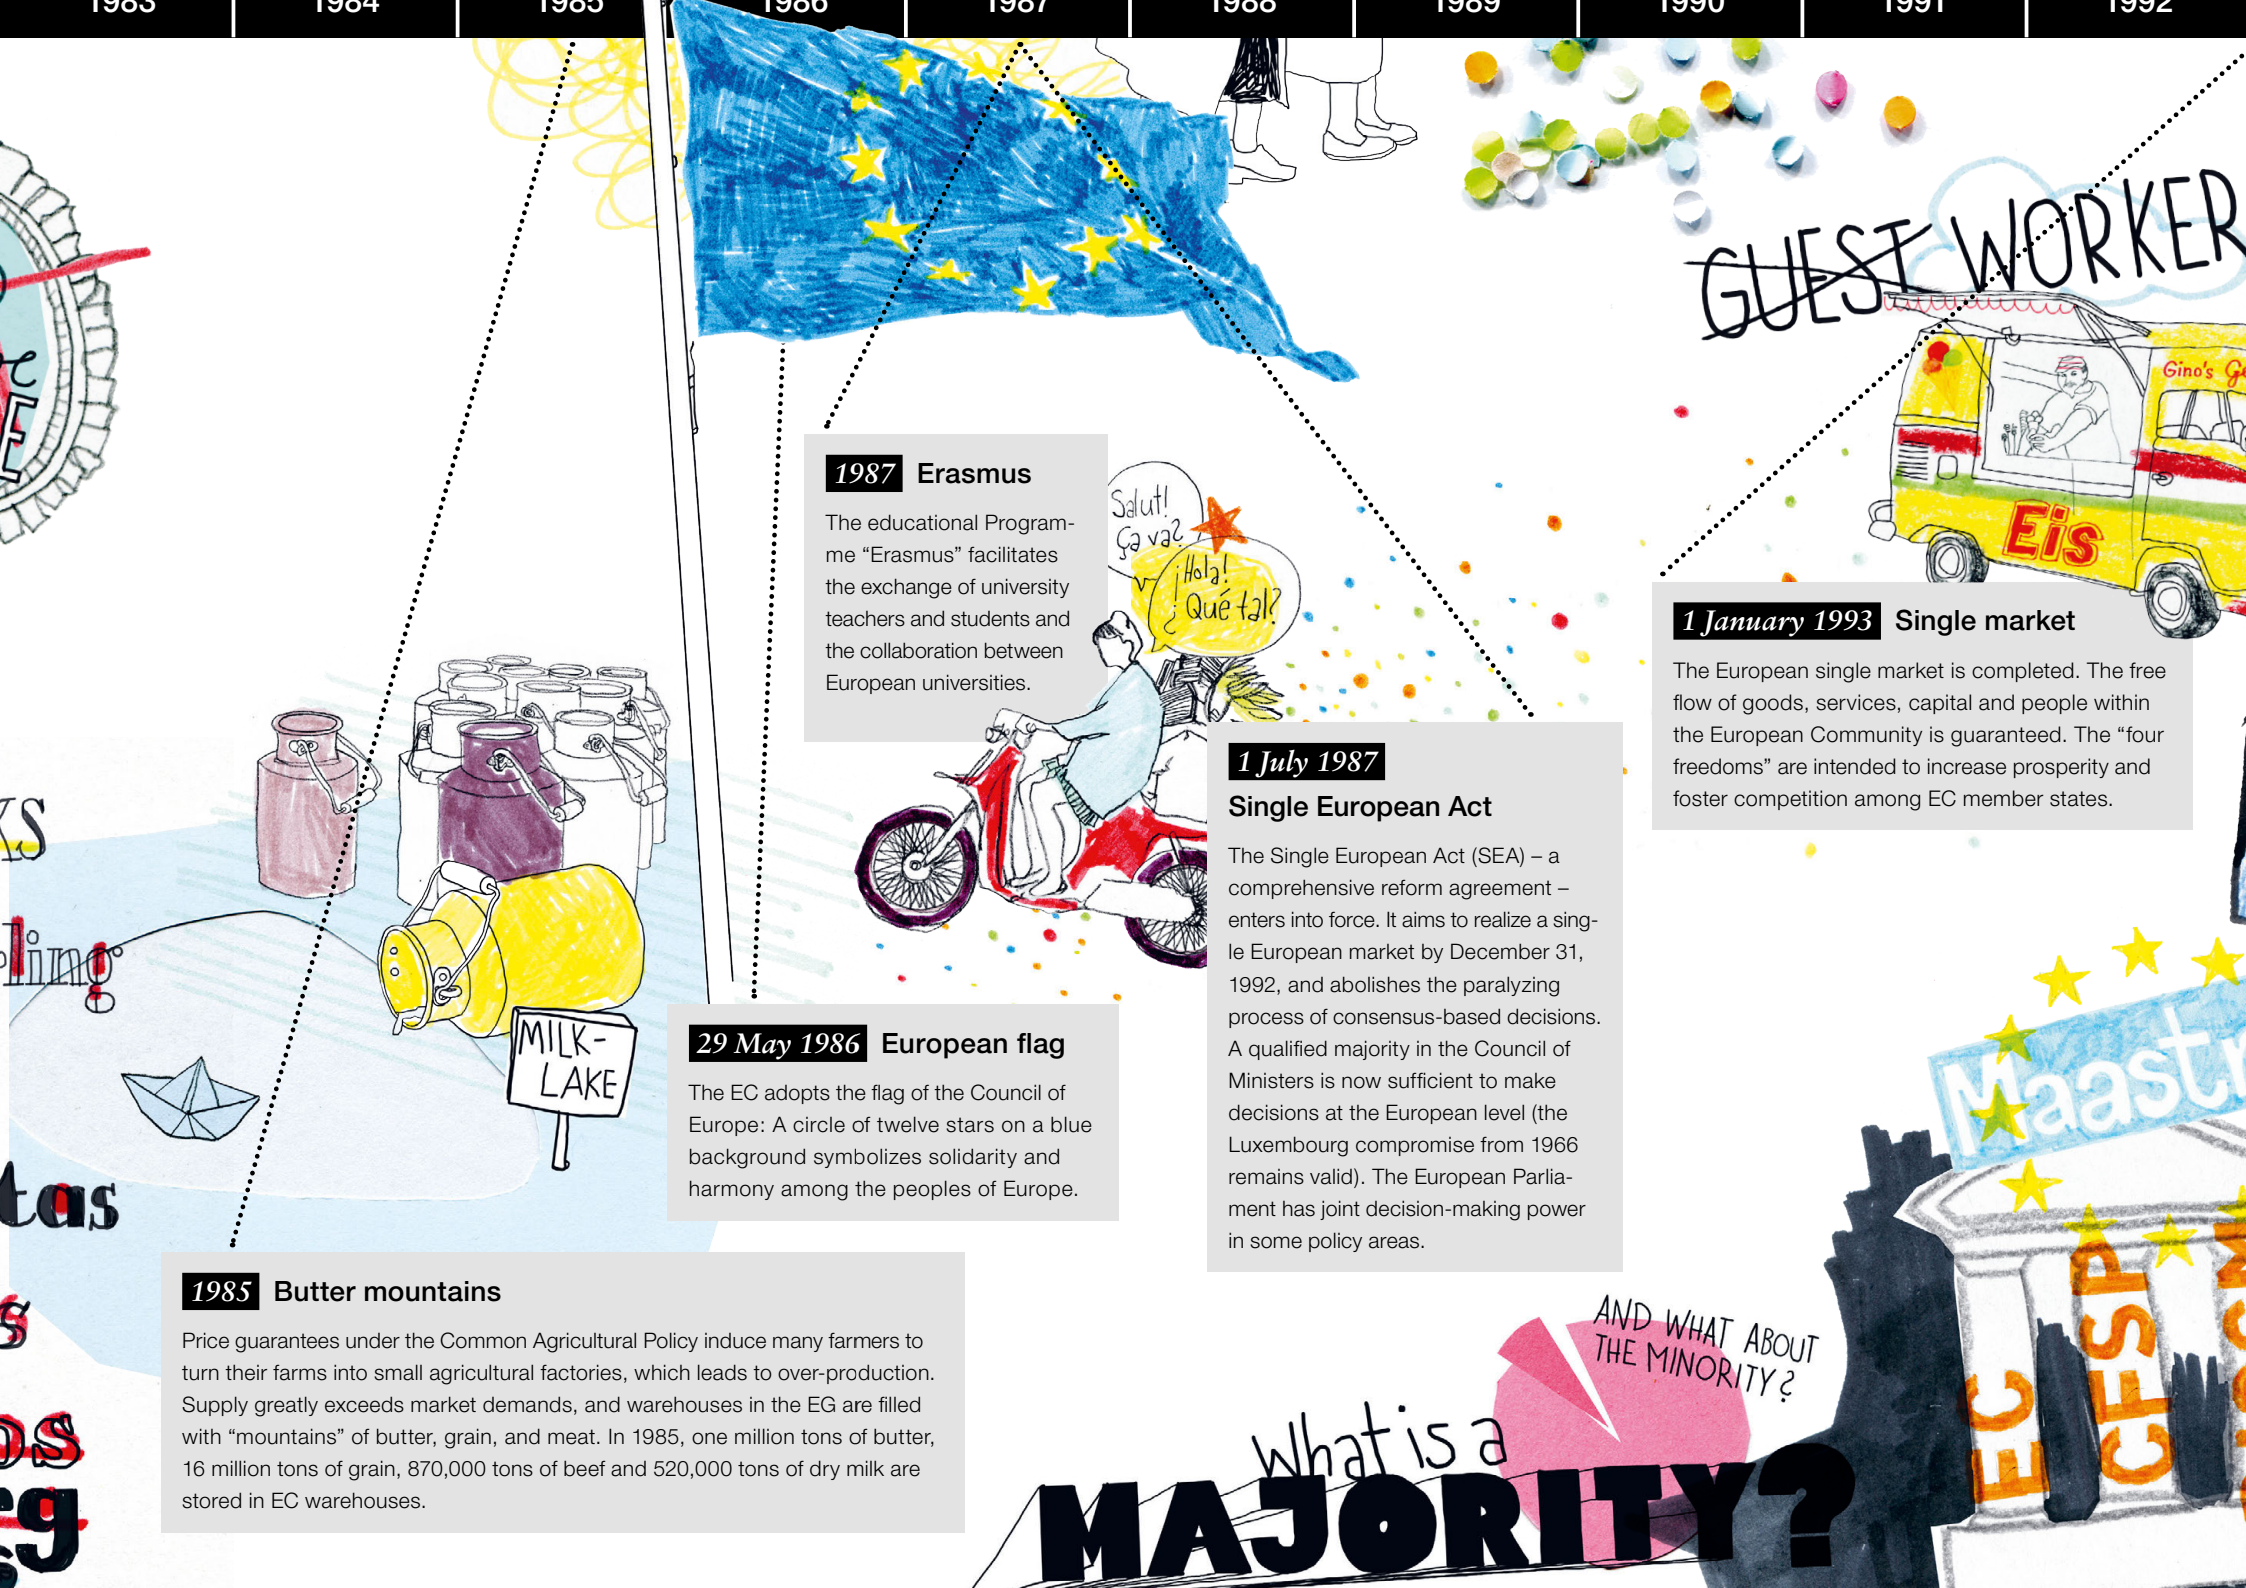 1983 1984 1985 1986 1987 1988 1989 1990 1991 1992
GUEST WORKER
Gino's
Eis
1987 Erasmus
The educational Program-
me “Erasmus” facilitates
the exchange of university
teachers and students and
the collaboration between
European universities.
Salut!
Ça va?
¡Hola!
¿Qué tal?
1 January 1993 Single market
The European single market is completed. The free
flow of goods, services, capital and people within
the European Community is guaranteed. The “four
freedoms” are intended to increase prosperity and
foster competition among EC member states.
1 July 1987
Single European Act
The Single European Act (SEA) – a
comprehensive reform agreement –
enters into force. It aims to realize a sing-
le European market by December 31,
1992, and abolishes the paralyzing
process of consensus-based decisions.
A qualified majority in the Council of
Ministers is now sufficient to make
decisions at the European level (the
Luxembourg compromise from 1966
remains valid). The European Parlia-
ment has joint decision-making power
in some policy areas.
MILK-
LAKE
29 May 1986 European flag
The EC adopts the flag of the Council of
Europe: A circle of twelve stars on a blue
background symbolizes solidarity and
harmony among the peoples of Europe.
1985 Butter mountains
Price guarantees under the Common Agricultural Policy induce many farmers to
turn their farms into small agricultural factories, which leads to over-production.
Supply greatly exceeds market demands, and warehouses in the EG are filled
with “mountains” of butter, grain, and meat. In 1985, one million tons of butter,
16 million tons of grain, 870,000 tons of beef and 520,000 tons of dry milk are
stored in EC warehouses.
Maastr
EC
CFSP
AND WHAT ABOUT
THE MINORITY?
What is a
MAJORITY?